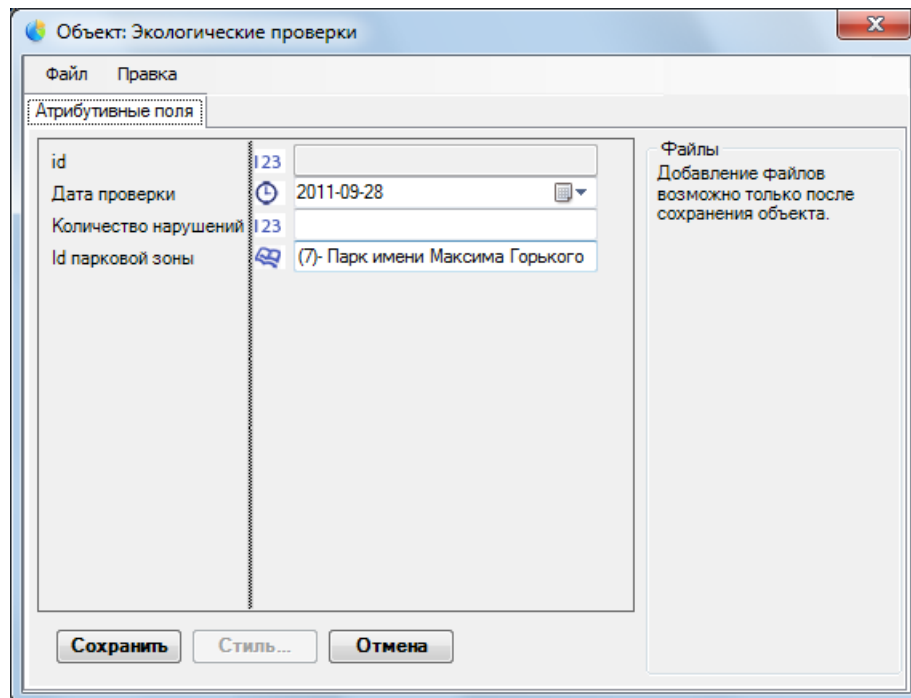 Объект: Экологические проверки
Файл Правка
Атрибутивные поля
id 123
Дата проверки 2011-09-28
Количество нарушений 123
Id парковой зоны (7)- Парк имени Максима Горького
Файлы
Добавление файлов
возможно только после
сохранения объекта.
Сохранить Стиль... Отмена